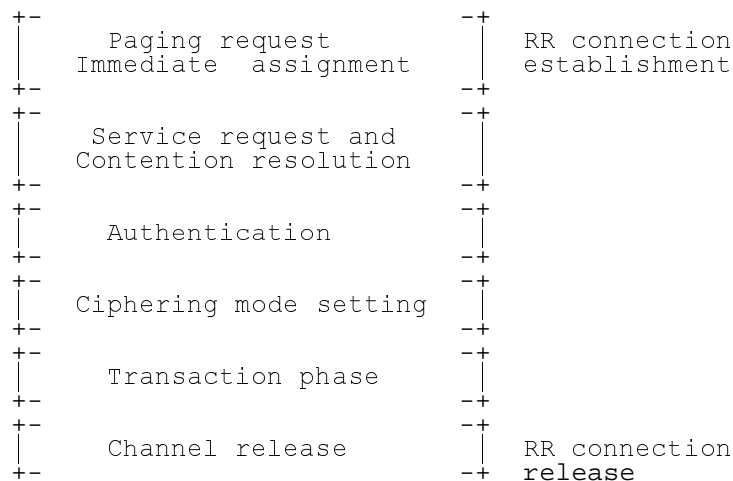 Paging request RR connection
Immediate assignment establishment
Service request and
Contention resolution
Authentication
Ciphering mode setting
Transaction phase
Channel release RR connection
release